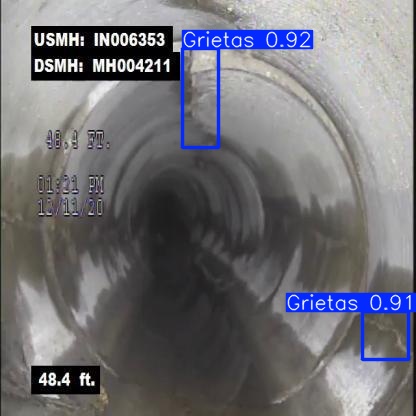 USMH: IN006353
DSMH: MH004211
Grietas 0.92
48.4 FT.
01:21 PM
12/11/20
Grietas 0.91
48.4 ft.